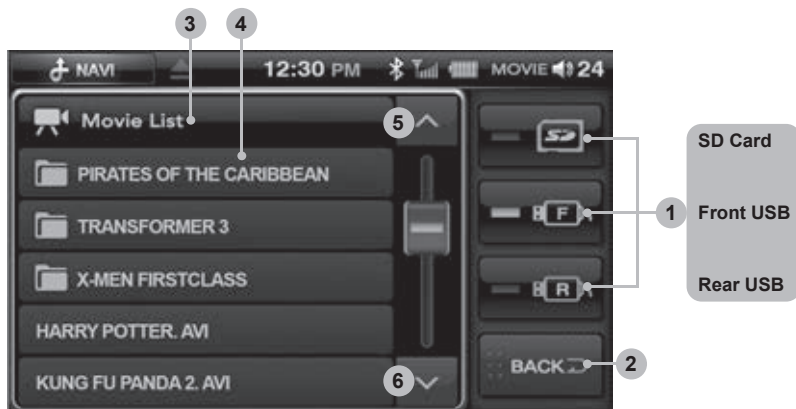 3 4
NAVI 12:30 PM MOVIE 24
Movie List 5
SD SD Card
PIRATES OF THE CARIBBEAN
TRANSFORMER 3
F 1 Front USB
X-MEN FIRSTCLASS
R Rear USB
HARRY POTTER. AVI
KUNG FU PANDA 2. AVI 6
BACK 2